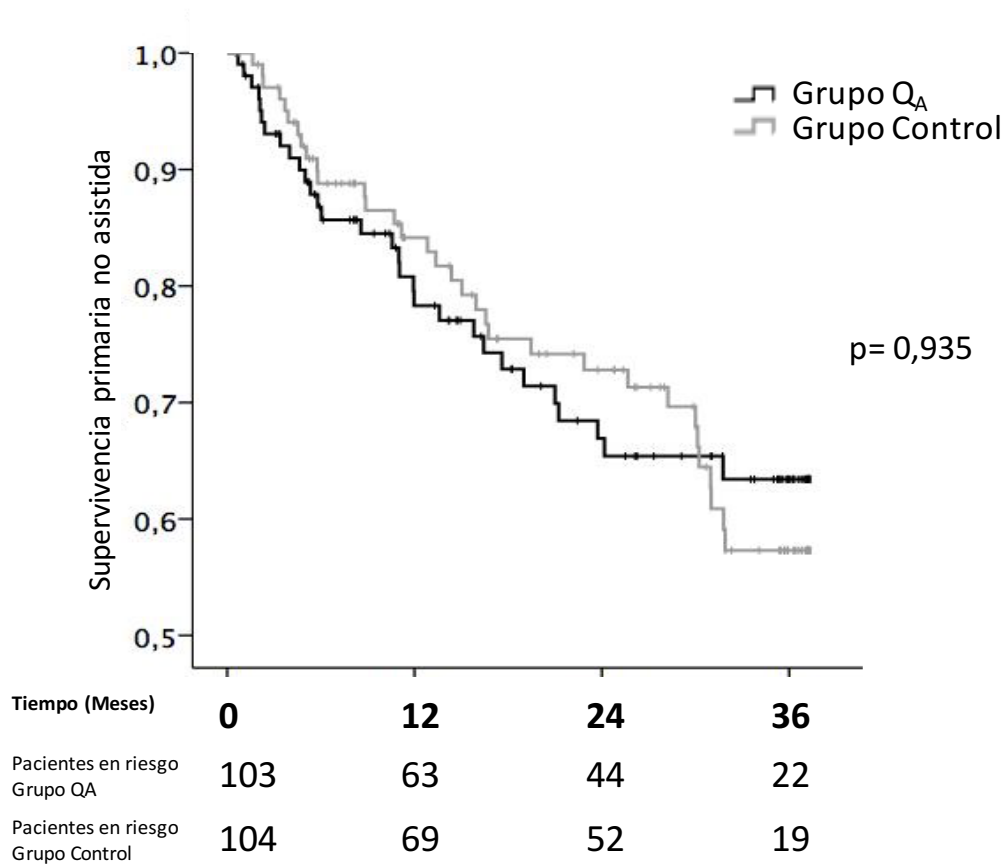 1,0
0,9
0,8
0,7
0,6
0,5
Supervivencia primaria no asistida
Grupo QA
Grupo Control
p= 0,935
Tiempo (Meses) 0 12 24 36
Pacientes en riesgo
Grupo QA 103 63 44 22
Pacientes en riesgo
Grupo Control 104 69 52 19